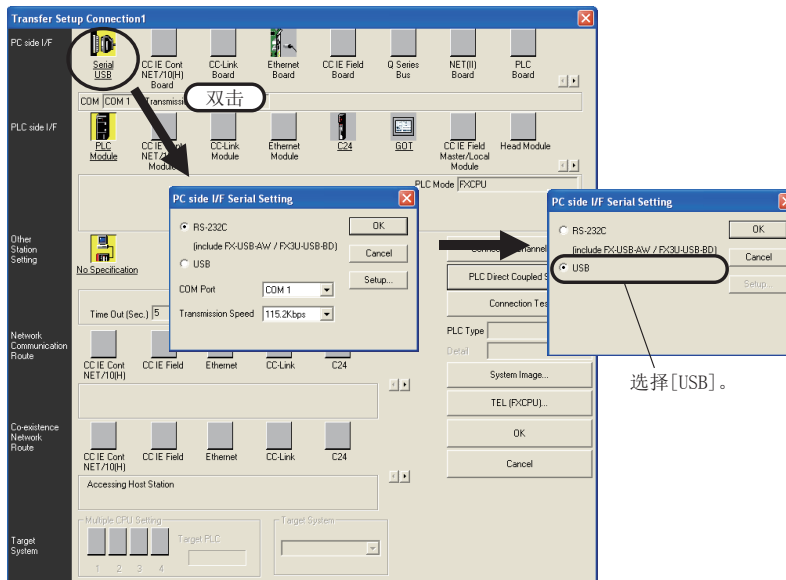 Transfer Setup Connection1
PC side I/F
Serial
USB
CC IE Cont
NET/10(H)
Board
CC-Link
Board
Ethernet
Board
CC IE Field
Board
Q Series
Bus
NET(II)
Board
PLC
Board
COM COM 1
双击
PLC side I/F
PLC
Module
CC-Link
Module
Ethernet
Module
C24
GOT
CC IE Field
Master/Local
Module
Head Module
PLC Mode FXCPU
PC side I/F Serial Setting
RS-232C
(include FX-USB-AW / FX3U-USB-BD)
USB
COM Port COM 1
Transmission Speed 115.2Kbps
OK
Cancel
Setup...
PC side I/F Serial Setting
RS-232C
(include FX-USB-AW / FX3U-USB-BD)
USB
OK
Cancel
Setup...
选择[USB]。
Other
Station
Setting
No Specification
Time Out (Sec.) 5
PLC Direct Coupled S
Connection Tes
PLC Type
Detail
System Image...
TEL (FXCPU)...
OK
Cancel
Network
Communication
Route
CC IE Cont
NET/10(H)
CC IE Field
Ethernet
CC-Link
C24
Co-existence
Network
Route
CC IE Cont
NET/10(H)
CC IE Field
Ethernet
CC-Link
C24
Accessing Host Station
Target
System
Multiple CPU Setting
1 2 3 4
Target PLC
Target System